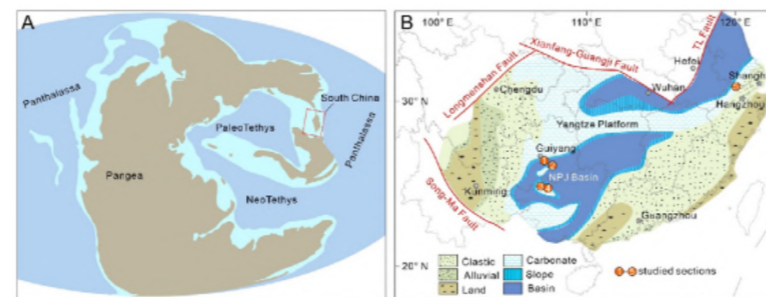 A
Panthalassa
South China
PaleoTethys
Panthalassa
Pangea
NeoTethys
B
100° E
110° E
120° E
Xianfang-Guangji Fault
TL Fault
Hefei
Longmenshan Fault
Wuhan
Shangh
Chengdu
Hangzhou
30° N
Yangtze Platform
Guiyang
NPJ Basin
Kunming
Song-Ma Fault
Guangzhou
Clastic
Carbonate
Alluvial
Slope
studied sections
Land
Basin
20° N